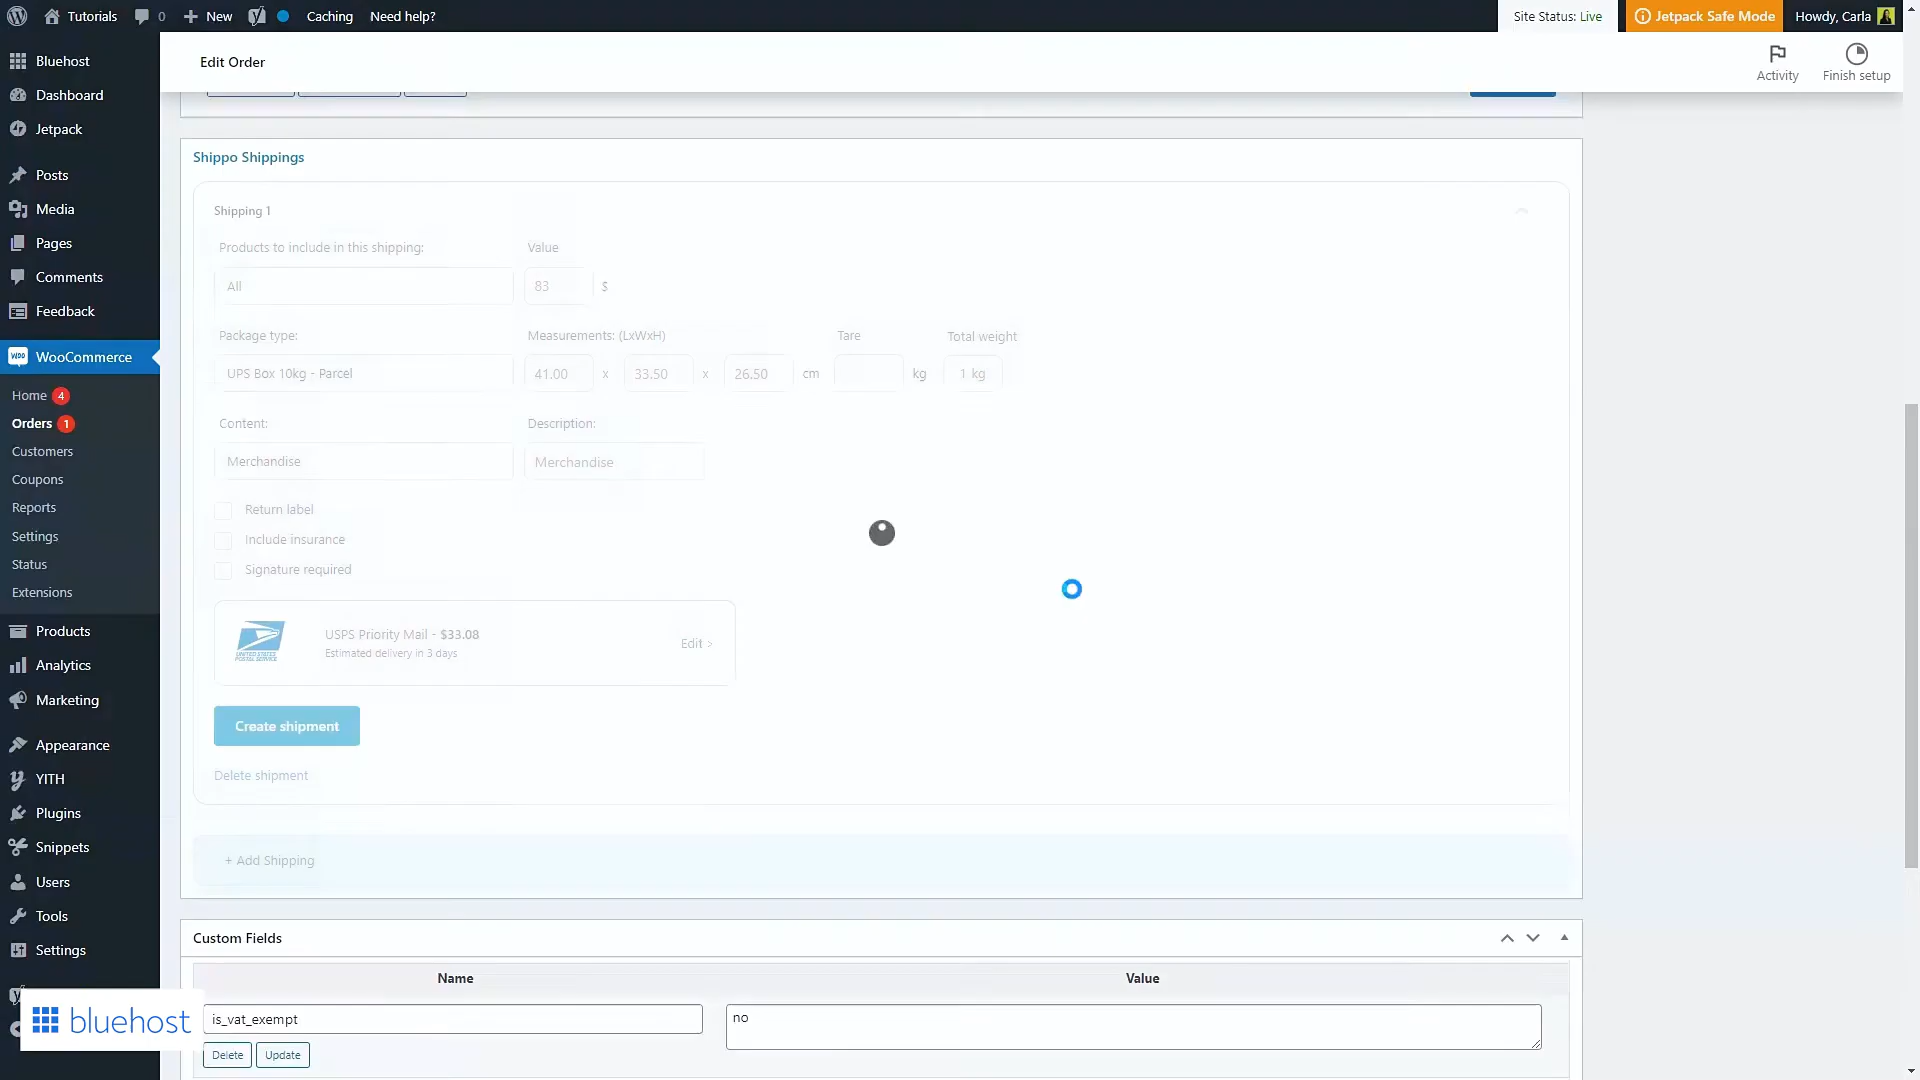 Tutorials
0
New
Caching
Need help?
Site Status: Live
Jetpack Safe Mode
Howdy, Carla
Edit Order
Activity
Finish setup
Bluehost
Dashboard
Jetpack
Posts
Media
Pages
Comments
Feedback
WooCommerce
Home 4
Orders 1
Customers
Coupons
Reports
Settings
Status
Extensions
Products
Analytics
Marketing
Appearance
YITH
Plugins
Snippets
Users
Tools
Settings
bluehost
Shippo Shippings
Shipping 1
Products to include in this shipping:
Value
All
83
$
Package type:
Measurements: (LxWxH)
Tare
Total weight
UPS Box 10kg - Parcel
41.00 x 33.50 x 26.50 cm
kg
1 kg
Content:
Description:
Merchandise
Merchandise
Return label
Include insurance
Signature required
UNITED STATES
POSTAL SERVICE
USPS Priority Mail - $33.08
Estimated delivery in 3 days
Edit >
Create shipment
Delete shipment
+ Add Shipping
Custom Fields
Name
Value
is_vat_exempt
no
Delete
Update